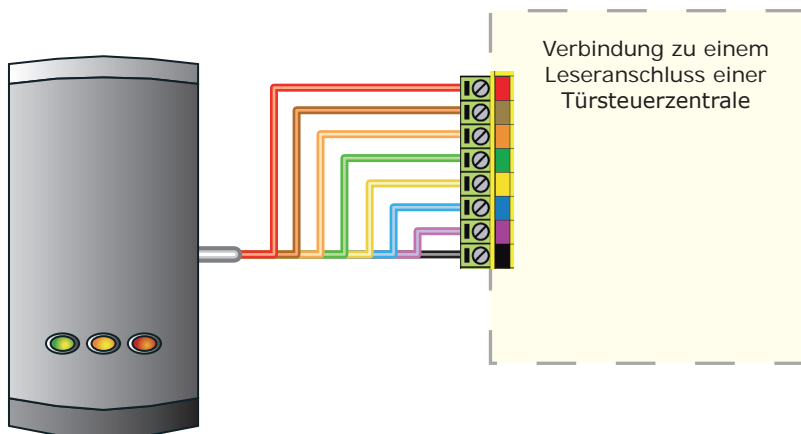 Verbindung zu einem
Leseranschluss einer
Türsteuerzentrale